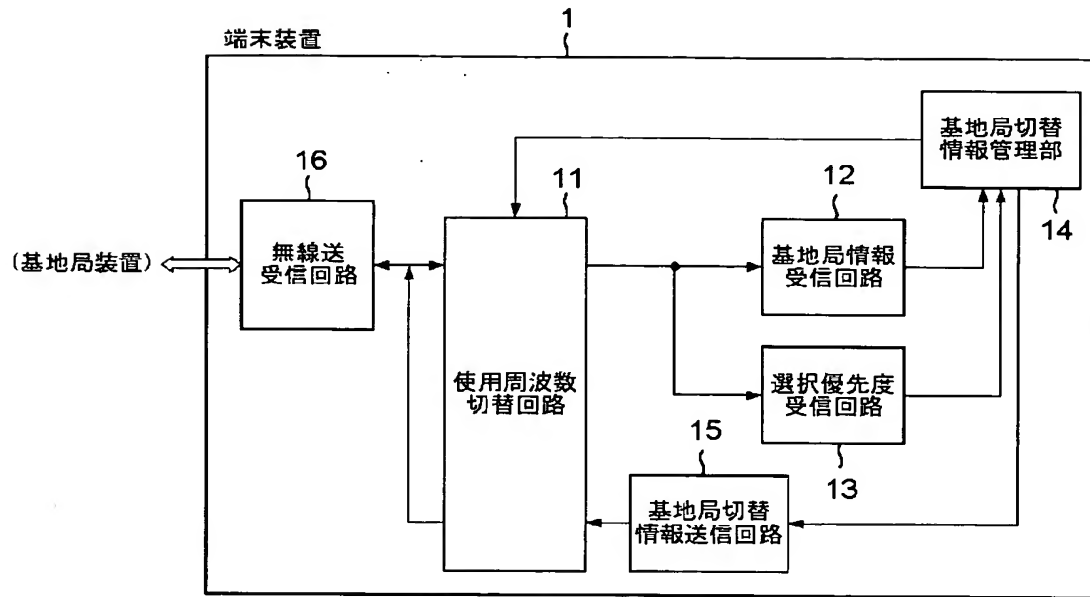 端末装置
1
基地局切替
情報管理部
14
16
無線送
受信回路
(基地局装置)
11
使用周波数
切替回路
12
基地局情報
受信回路
選択優先度
受信回路
13
15
基地局切替
情報送信回路